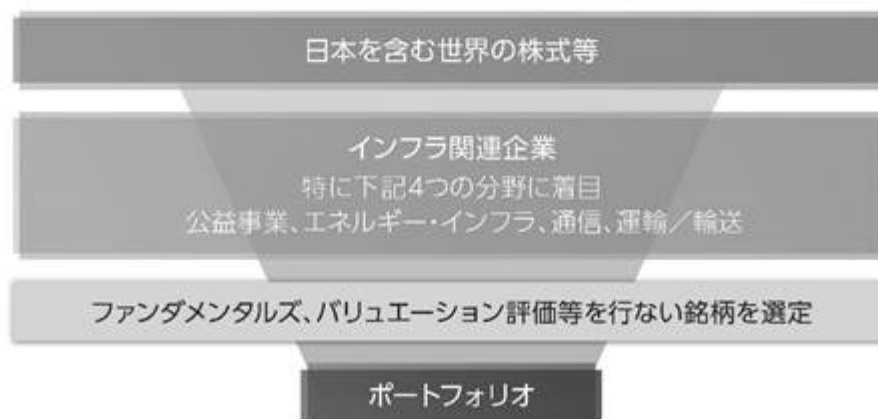 日本を含む世界の株式等
インフラ関連企業
特に下記4つの分野に着目
公益事業、エネルギー・インフラ、通信、運輸／輸送
ファンダメンタルズ、バリュエーション評価等を行ない銘柄を選定
ポートフォリオ